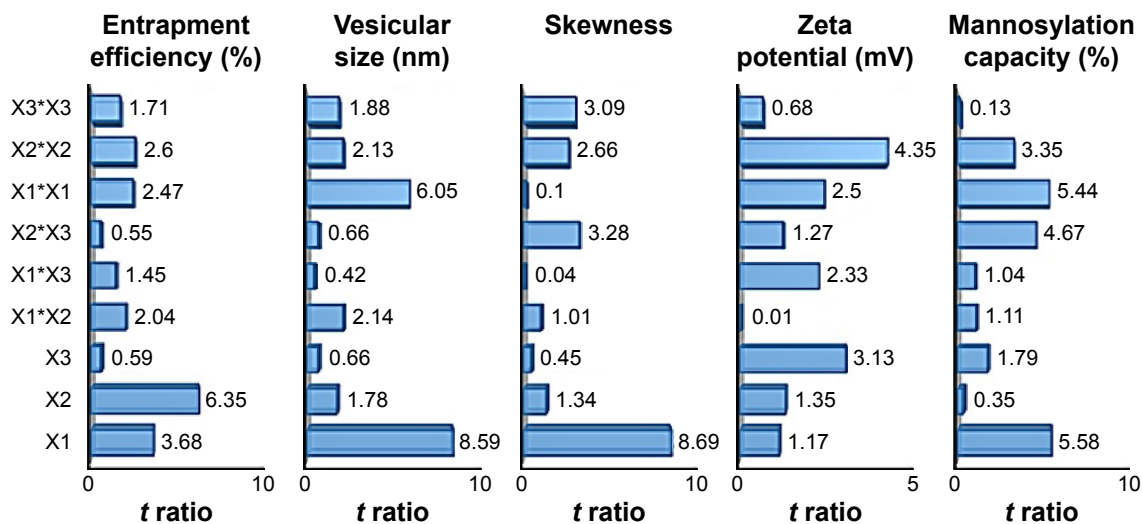 Entrapment
efficiency (%)
Vesicular
size (nm)
Skewness
Zeta
potential (mV)
Mannosylation
capacity (%)
X3*X3 1.71 1.88 3.09 0.68 0.13
X2*X2 2.6 2.13 2.66 4.35 3.35
X1*X1 2.47 6.05 0.1 2.5 5.44
X2*X3 0.55 0.66 3.28 1.27 4.67
X1*X3 1.45 0.42 0.04 2.33 1.04
X1*X2 2.04 2.14 1.01 0.01 1.11
X3 0.59 0.66 0.45 3.13 1.79
X2 6.35 1.78 1.34 1.35 0.35
X1 3.68 8.59 8.69 1.17 5.58
0 10 0 10 0 10 0 5 0 10
t ratio t ratio t ratio t ratio t ratio